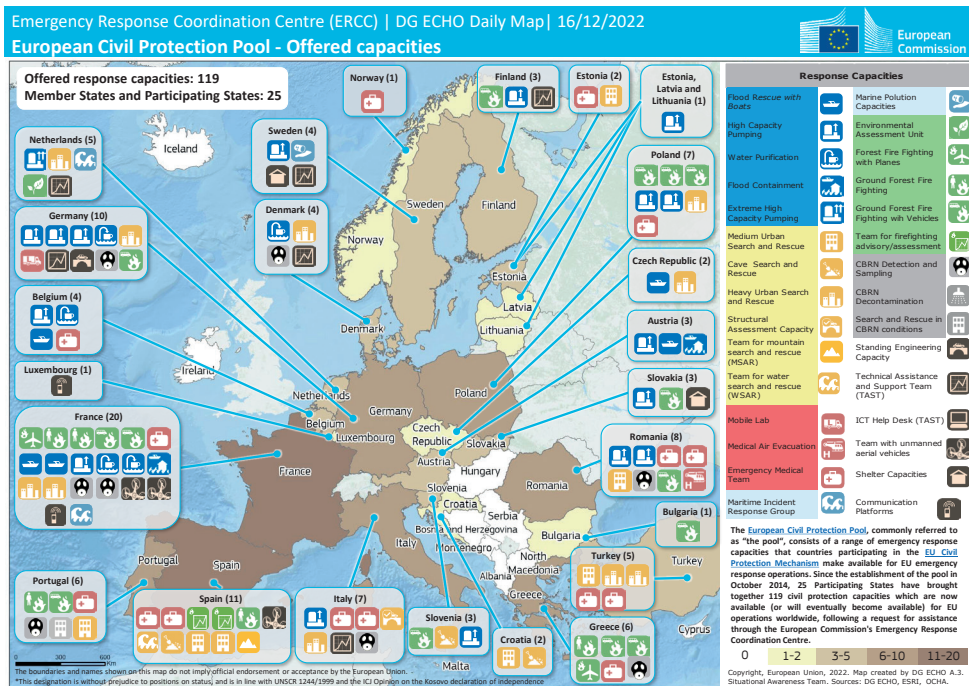 Emergency Response Coordination Centre (ERCC) | DG ECHO Daily Map| 16/12/2022
European Civil Protection Pool - Offered capacities
European
Commission
Offered response capacities: 119
Member States and Participating States: 25
Norway (1)
Finland (3)
Estonia (2)
Estonia,
Latvia and
Lithuania (1)
Netherlands (5)
Sweden (4)
Poland (7)
Germany (10)
Denmark (4)
Czech Republic (2)
Belgium (4)
Austria (3)
Luxembourg (1)
Slovakia (3)
France (20)
Romania (8)
Bulgaria (1)
Turkey (5)
Portugal (6)
Spain (11)
Italy (7)
Slovenia (3)
Croatia (2)
Greece (6)
Iceland
Sweden
Finland
Norway
Estonia
Latvia
Lithuania
Denmark
Ireland
Netherlands
Poland
Germany
Belgium
Luxembourg
Czech
Republic
Slovakia
Austria
Hungary
France
Slovenia
Romania
Croatia
Serbia
Bosnia and Herzegovina
Italy
Montenegro
Bulgaria
North
Macedonia
Albania
Portugal
Spain
Greece
Turkey
Cyprus
Malta
0 300 600
Km
The boundaries and names shown on this map do not imply official endorsement or acceptance by the European Union. -
*This designation is without prejudice to positions on status, and is in line with UNSCR 1244/1999 and the ICJ Opinion on the Kosovo declaration of independence
Response Capacities
Flood Rescue with
Boats
High Capacity
Pumping
Water Purification
Flood Containment
Extreme High
Capacity Pumping
Medium Urban
Search and Rescue
Cave Search and
Rescue
Heavy Urban Search
and Rescue
Structural
Assessment Capacity
Team for mountain
search and rescue
(MSAR)
Team for water
search and rescue
(WSAR)
Mobile Lab
Medical Air Evacuation
Emergency Medical
Team
Maritime Incident
Response Group
Marine Polution
Capacities
Environmental
Assessment Unit
Forest Fire Fighting
with Planes
Ground Forest Fire
Fighting
Ground Forest Fire
Fighting wih Vehicles
Team for firefighting
advisory/assessment
CBRN Detection and
Sampling
CBRN
Decontamination
Search and Rescue in
CBRN conditions
Standing Engineering
Capacity
Technical Assistance
and Support Team
(TAST)
ICT Help Desk (TAST)
Team with unmanned
aerial vehicles
Shelter Capacities
Communication
Platforms
The European Civil Protection Pool, commonly referred to
as "the pool", consists of a range of emergency response
capacities that countries participating in the EU Civil
Protection Mechanism make available for EU emergency
response operations. Since the establishment of the pool in
October 2014, 25 Participating States have brought
together 119 civil protection capacities which are now
available (or will eventually become available) for EU
operations worldwide, following a request for assistance
through the European Commission's Emergency Response
Coordination Centre.
0 1-2 3-5 6-10 11-20
Copyright, European Union, 2022. Map created by DG ECHO A.3.
Situational Awareness Team. Sources: DG ECHO, ESRI, OCHA.